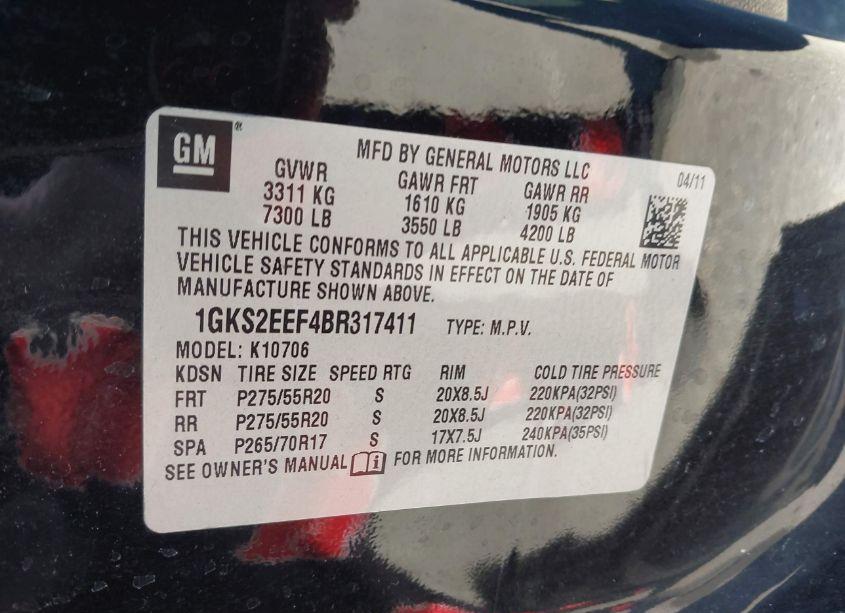 GM
MFD BY GENERAL MOTORS LLC
04/11
GVWR GAWR FRT GAWR RR
3311 KG 1610 KG 1905 KG
7300 LB 3550 LB 4200 LB
THIS VEHICLE CONFORMS TO ALL APPLICABLE U.S. FEDERAL MOTOR
VEHICLE SAFETY STANDARDS IN EFFECT ON THE DATE OF
MANUFACTURE SHOWN ABOVE.
1GKS2EEF4BR317411 TYPE: M.P.V.
MODEL: K10706
KDSN TIRE SIZE SPEED RTG RIM COLD TIRE PRESSURE
FRT P275/55R20 S 20X8.5J 220KPA(32PSI)
RR P275/55R20 S 20X8.5J 220KPA(32PSI)
SPA P265/70R17 S 17X7.5J 240KPA(35PSI)
SEE OWNER'S MANUAL FOR MORE INFORMATION.